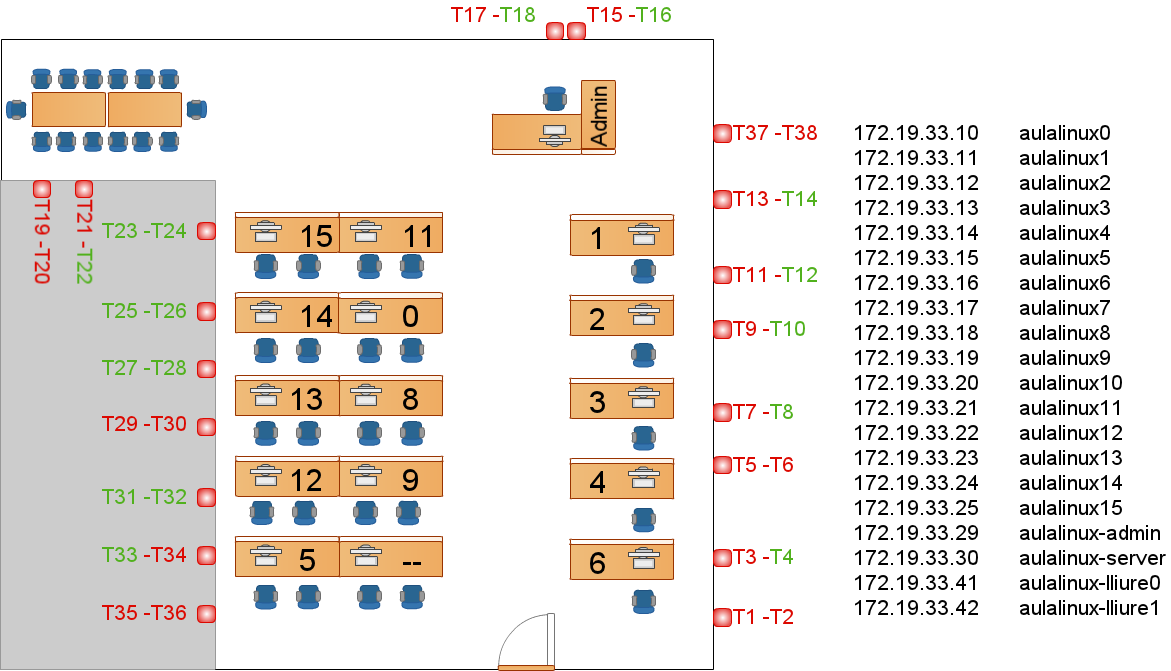 T17 -T18 T15 -T16
Admin
T37 -T38
T13 -T14
T11 -T12
T9 -T10
T7 -T8
T5 -T6
T3 -T4
T1 -T2
T19 -T20
T21 -T22
T23 -T24
T25 -T26
T27 -T28
T29 -T30
T31 -T32
T33 -T34
T35 -T36
15 11 1
14 0 2
13 8 3
12 9 4
5 -- 6
172.19.33.10 aulalinux0
172.19.33.11 aulalinux1
172.19.33.12 aulalinux2
172.19.33.13 aulalinux3
172.19.33.14 aulalinux4
172.19.33.15 aulalinux5
172.19.33.16 aulalinux6
172.19.33.17 aulalinux7
172.19.33.18 aulalinux8
172.19.33.19 aulalinux9
172.19.33.20 aulalinux10
172.19.33.21 aulalinux11
172.19.33.22 aulalinux12
172.19.33.23 aulalinux13
172.19.33.24 aulalinux14
172.19.33.25 aulalinux15
172.19.33.29 aulalinux-admin
172.19.33.30 aulalinux-server
172.19.33.41 aulalinux-lliure0
172.19.33.42 aulalinux-lliure1